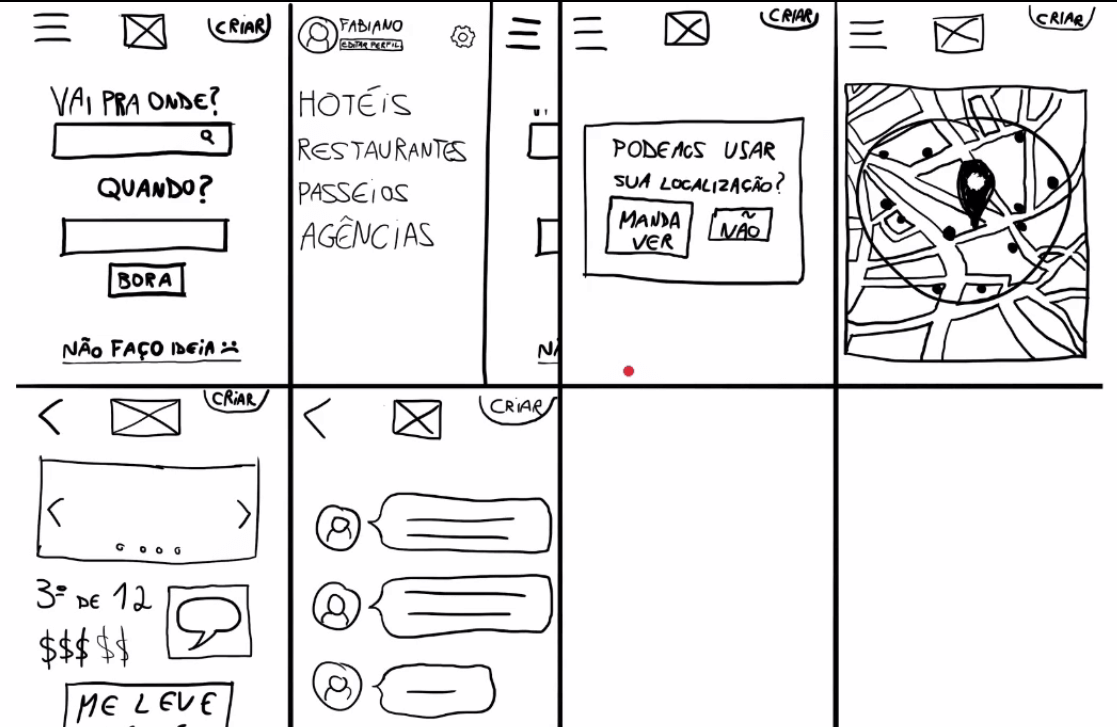 CRIAR
VAI PRA ONDE?
QUANDO?
BORA
NÃO FAÇO IDEIA
FABIANO
EDITAR PERFIL
HOTÉIS
RESTAURANTES
PASSEIOS
AGÊNCIAS
CRIAR
PODEMOS USAR
SUA LOCALIZAÇÃO?
MANDA
VER
NÃO
CRIAR
CRIAR
3º DE 12
$$$$$
ME LEVE
CRIAR